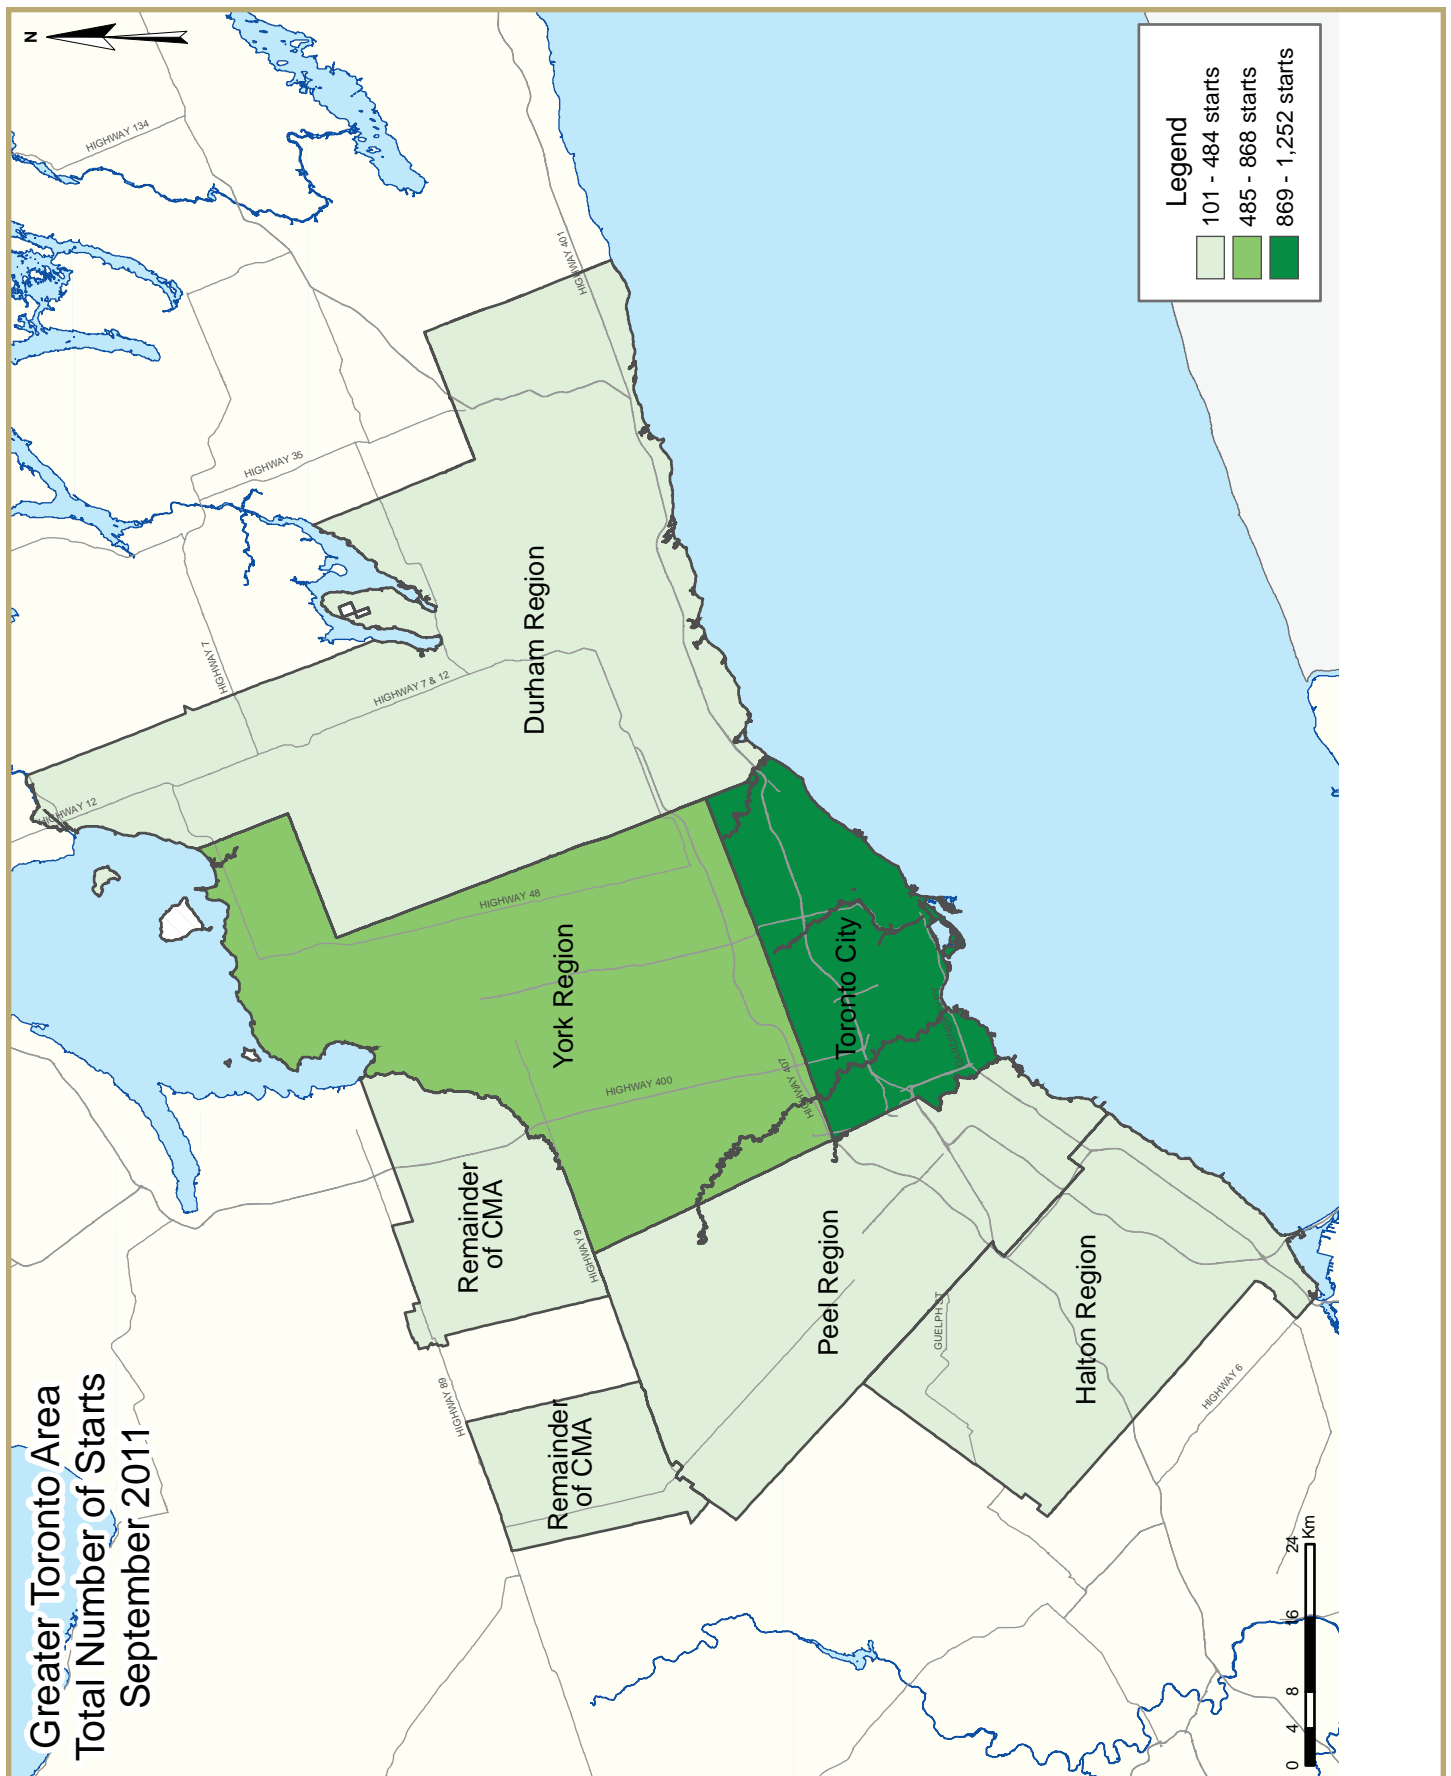 Greater Toronto Area
Total Number of Starts
September 2011
N
HIGHWAY 134
HIGHWAY 401
HIGHWAY 35
HIGHWAY 7
HIGHWAY 7 & 12
HIGHWAY 12
Durham Region
HIGHWAY 48
York Region
HIGHWAY 400
HIGHWAY 407
HIGHWAY
Toronto City
Remainder
of CMA
HIGHWAY 9
HIGHWAY 89
Remainder
of CMA
Peel Region
GUELPH ST
Halton Region
HIGHWAY 6
Legend
101 - 484 starts
485 - 868 starts
869 - 1,252 starts
0 4 8 16 24
Km